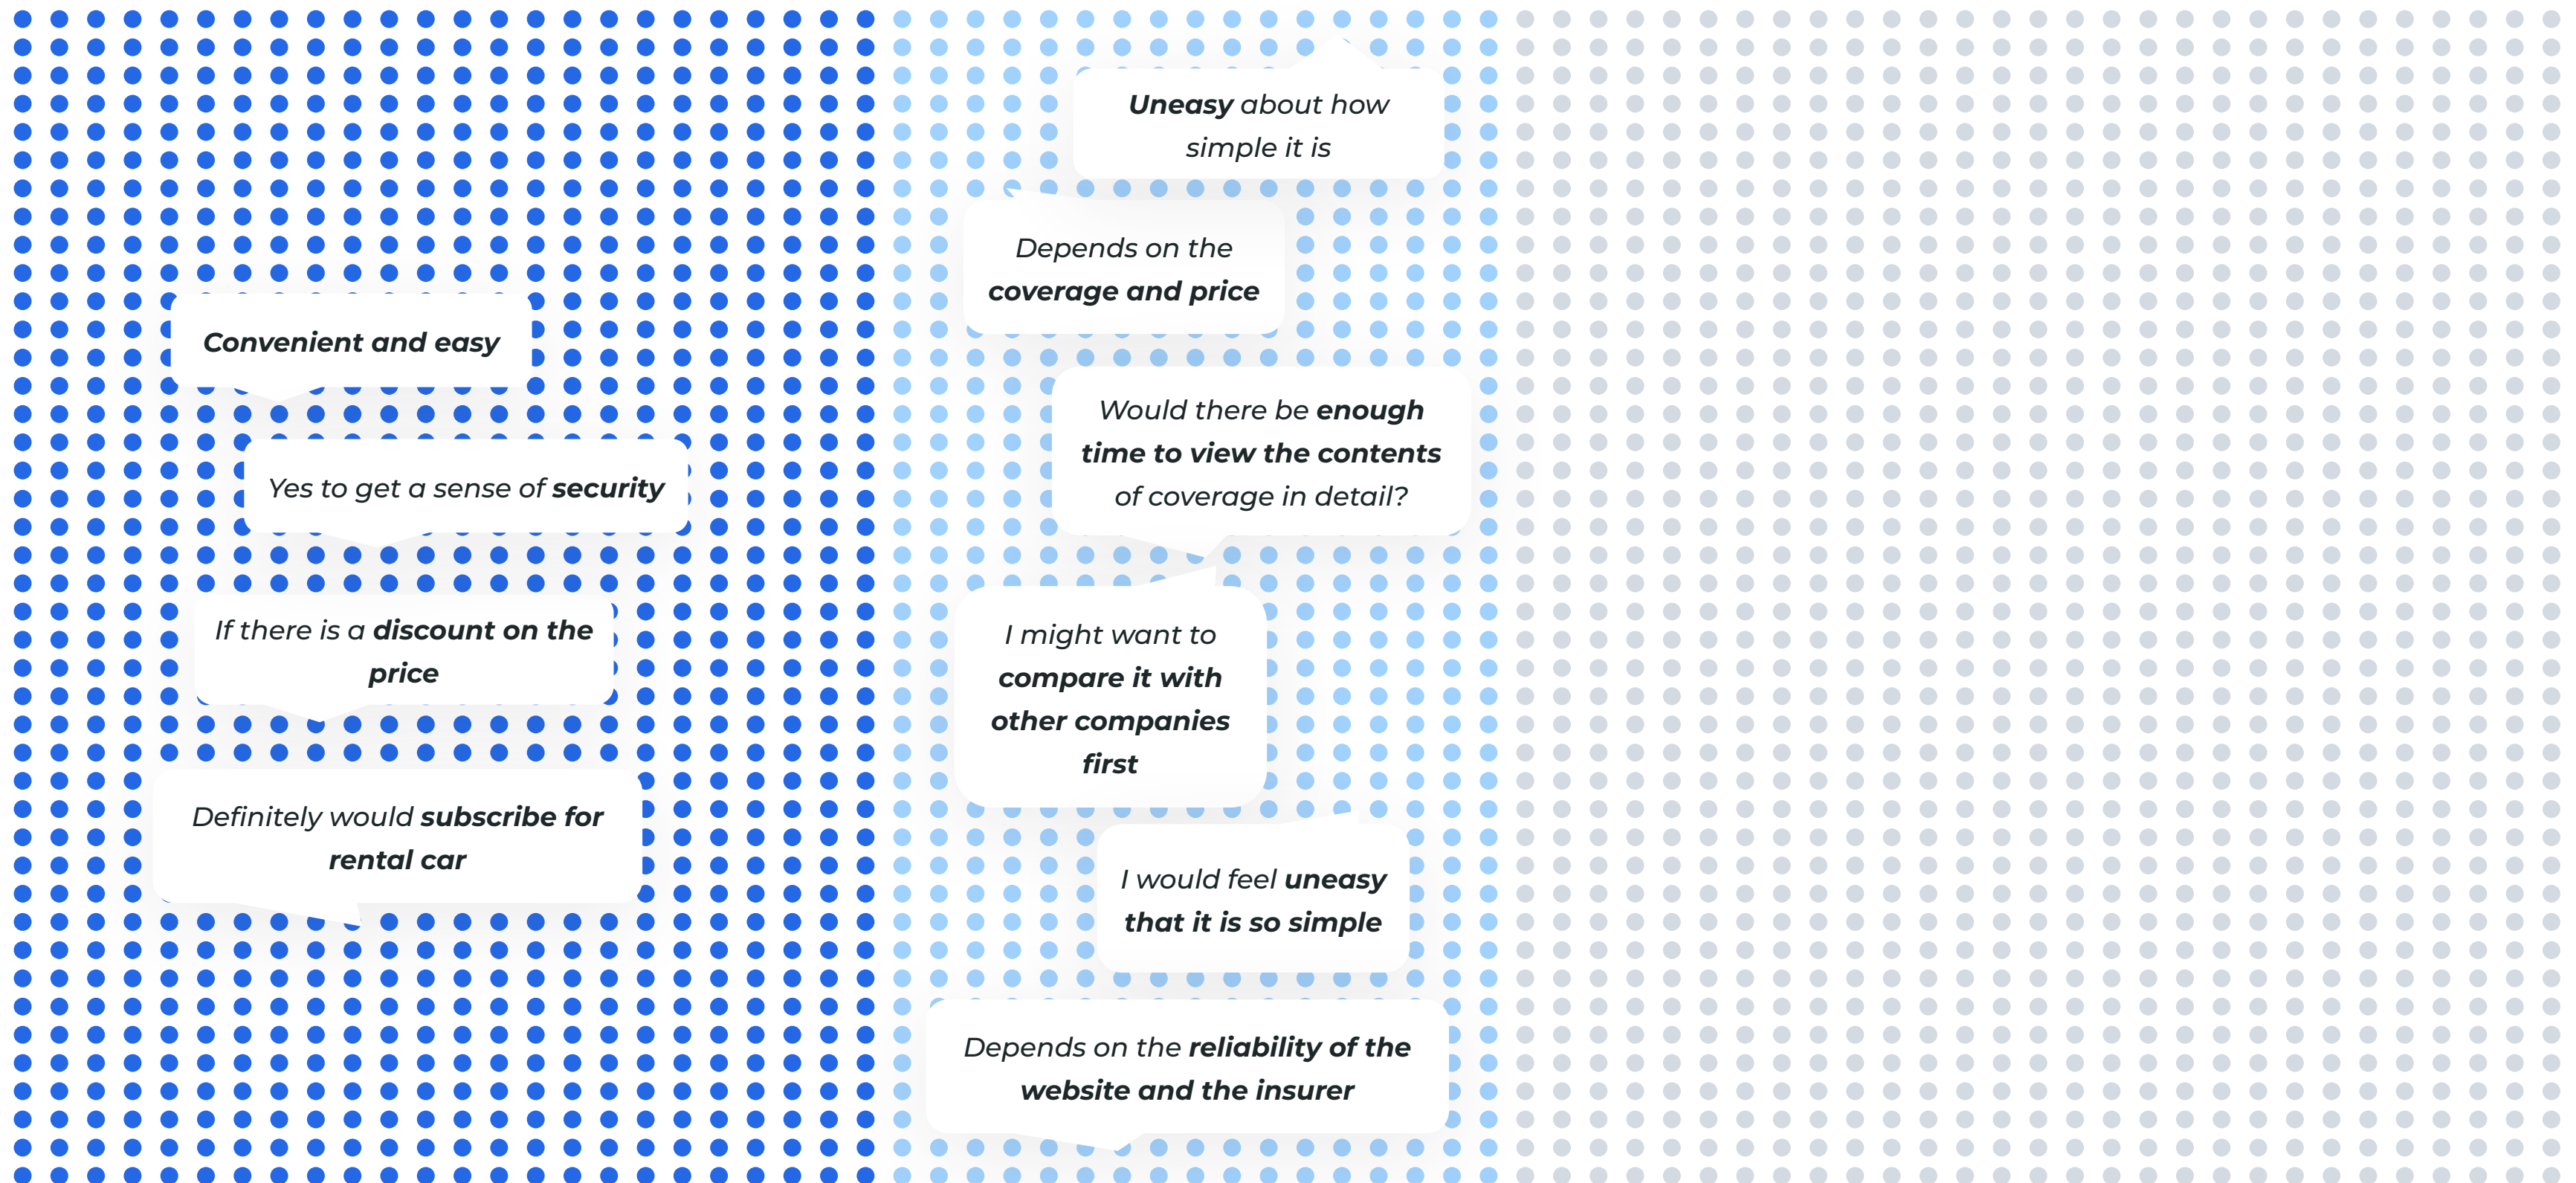 Convenient and easy
Yes to get a sense of security
If there is a discount on the
price
Definitely would subscribe for
rental car
Uneasy about how
simple it is
Depends on the
coverage and price
Would there be enough
time to view the contents
of coverage in detail?
I might want to
compare it with
other companies
first
I would feel uneasy
that it is so simple
Depends on the reliability of the
website and the insurer